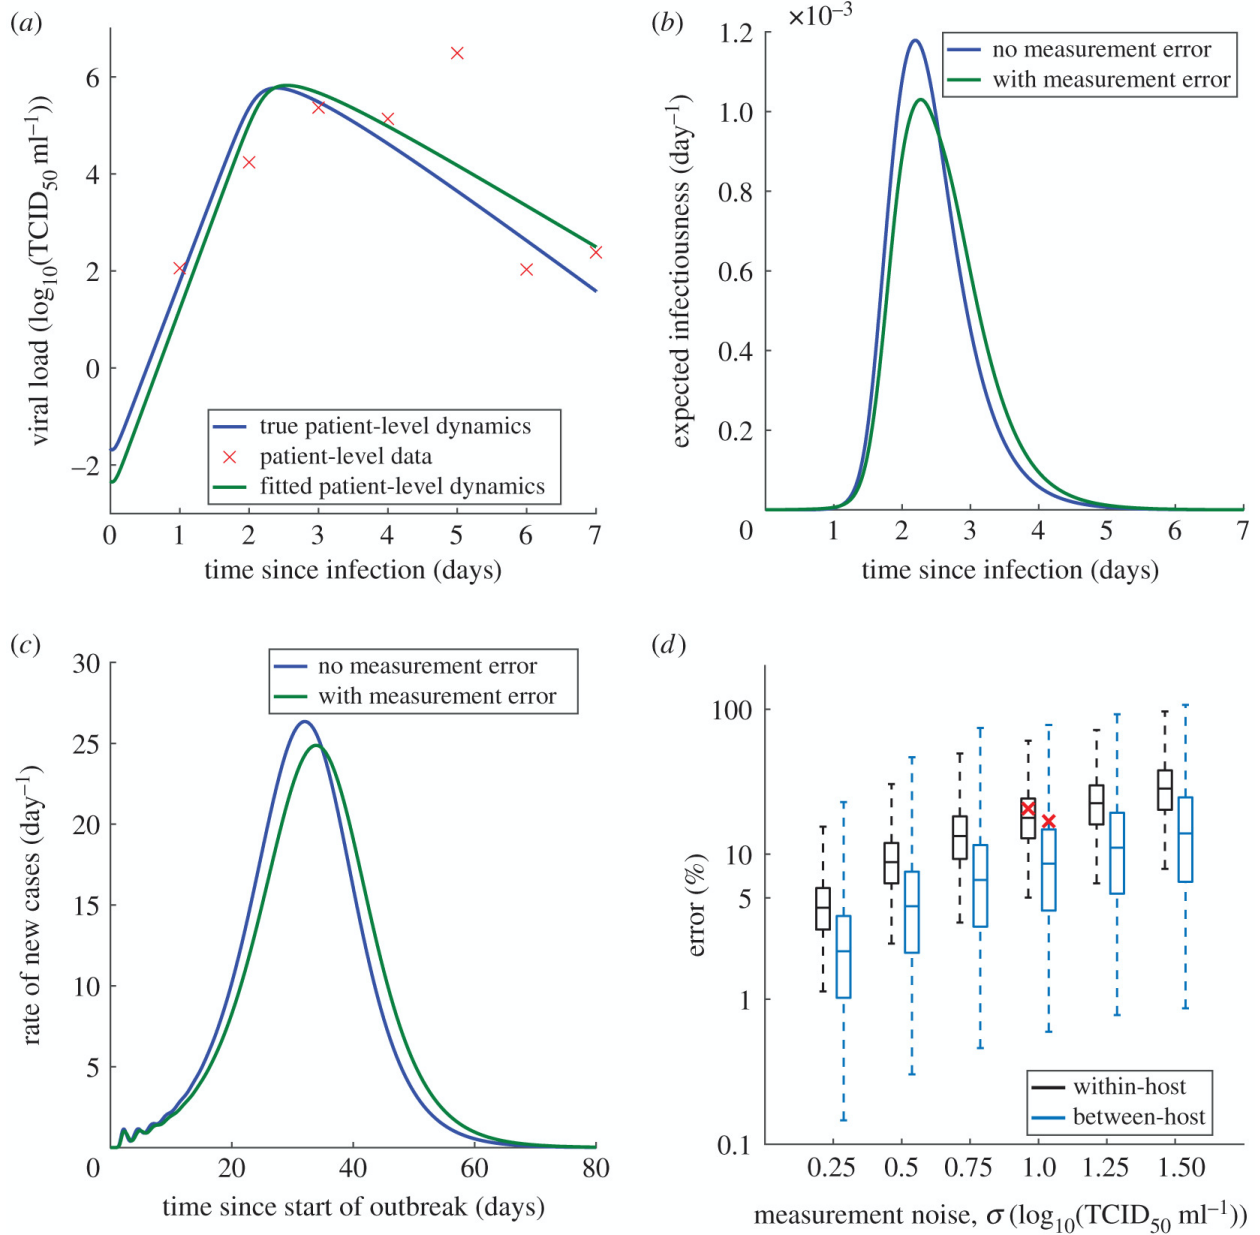 (a)
viral load (log10(TCID50 ml−1))
6
4
2
0
−2
true patient-level dynamics
patient-level data
fitted patient-level dynamics
0 1 2 3 4 5 6 7
time since infection (days)
(b)
×10−3
expected infectiousness (day−1)
1.2
1.0
0.8
0.6
0.4
0.2
no measurement error
with measurement error
0 1 2 3 4 5 6 7
time since infection (days)
(c)
rate of new cases (day−1)
30
25
20
15
10
5
no measurement error
with measurement error
0 20 40 60 80
time since start of outbreak (days)
(d)
error (%)
100
10
5
1
0.1
within-host
between-host
0.25 0.5 0.75 1.0 1.25 1.50
measurement noise, σ (log10(TCID50 ml−1))